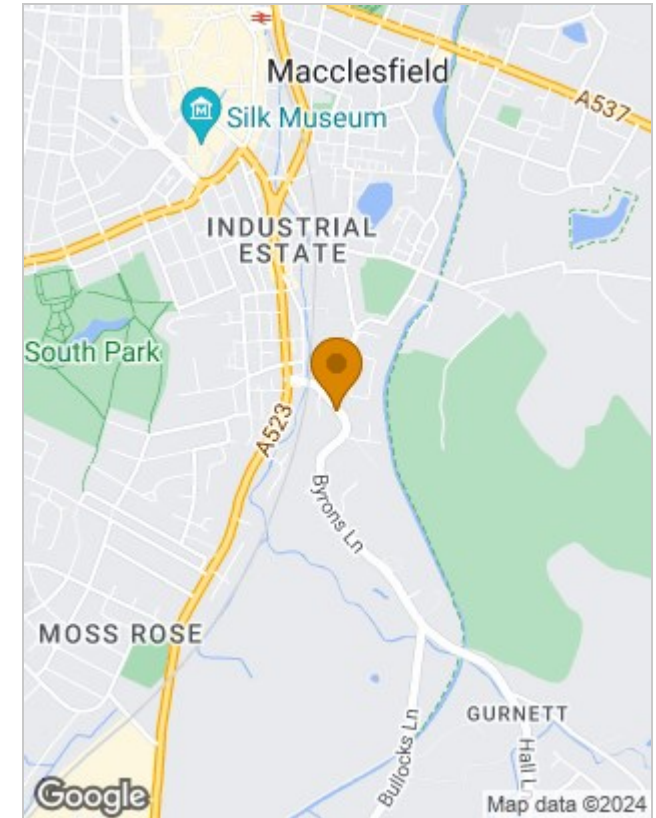 Macclesfield
A537
Silk Museum
INDUSTRIAL
ESTATE
South Park
A523
Byrons Ln
MOSS ROSE
GURNETT
Bullocks Ln
Hall Ln
Google
Map data ©2024